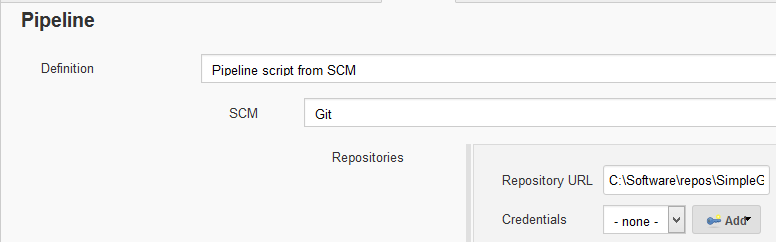 Pipeline
Definition
Pipeline script from SCM
SCM
Git
Repositories
Repository URL
C:\Software\repos\SimpleG
Credentials
- none -
Add